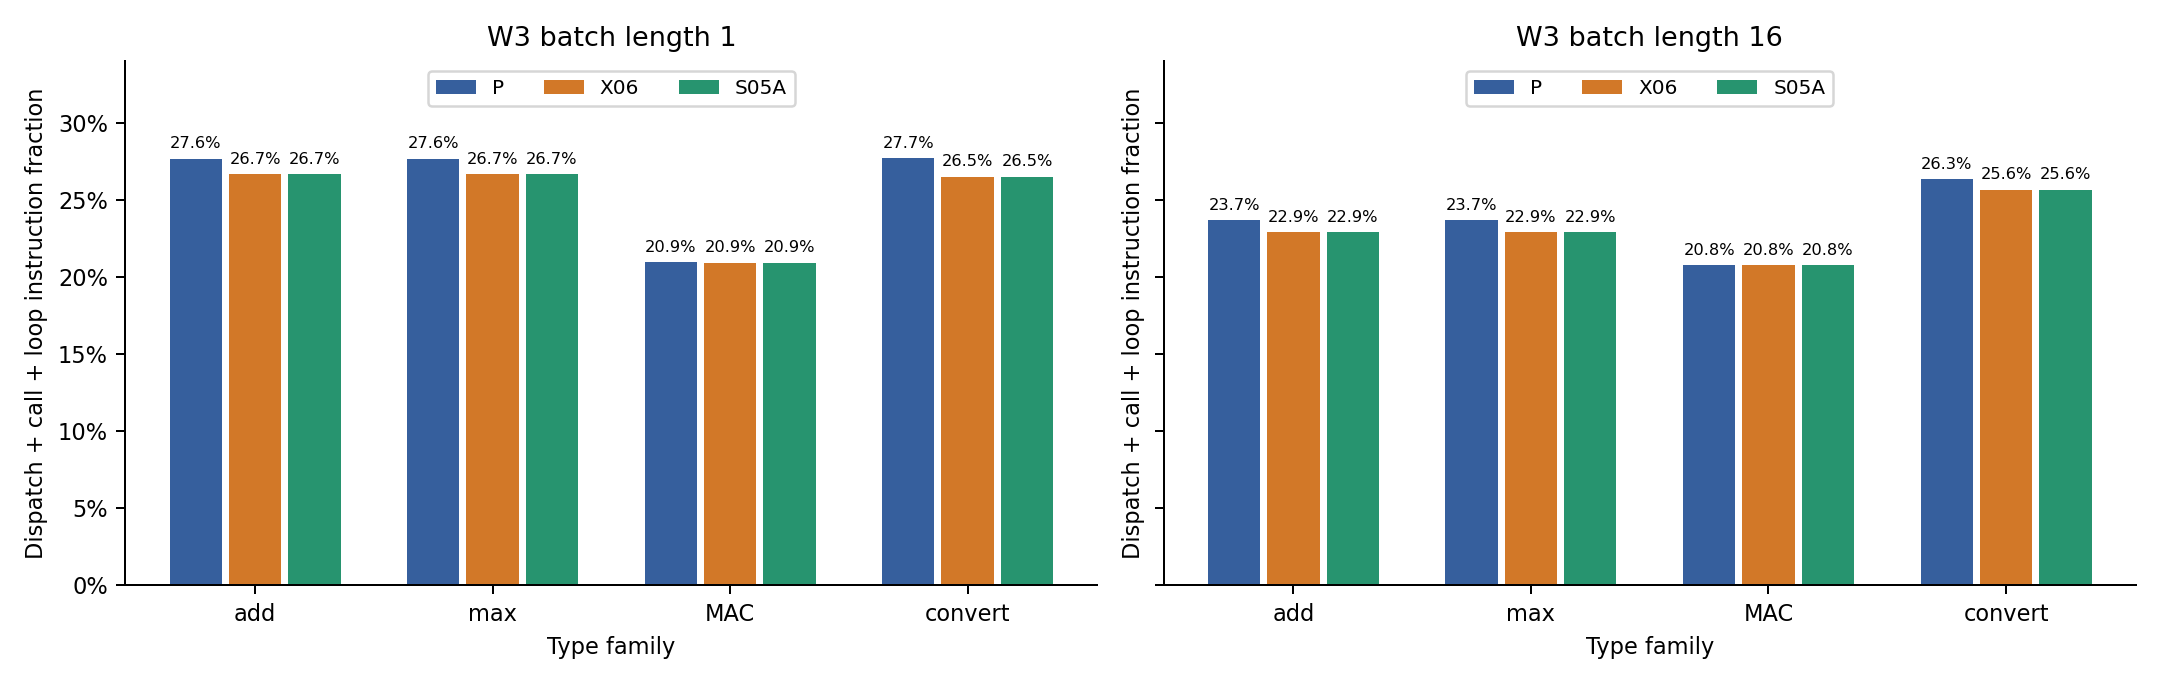 W3 batch length 1
P X06 S05A
Dispatch + call + loop instruction fraction
30%
25%
20%
15%
10%
5%
0%
27.6% 26.7% 26.7%
27.6% 26.7% 26.7%
20.9% 20.9% 20.9%
27.7% 26.5% 26.5%
add max MAC convert
Type family
W3 batch length 16
P X06 S05A
Dispatch + call + loop instruction fraction
23.7% 22.9% 22.9%
23.7% 22.9% 22.9%
20.8% 20.8% 20.8%
26.3% 25.6% 25.6%
add max MAC convert
Type family